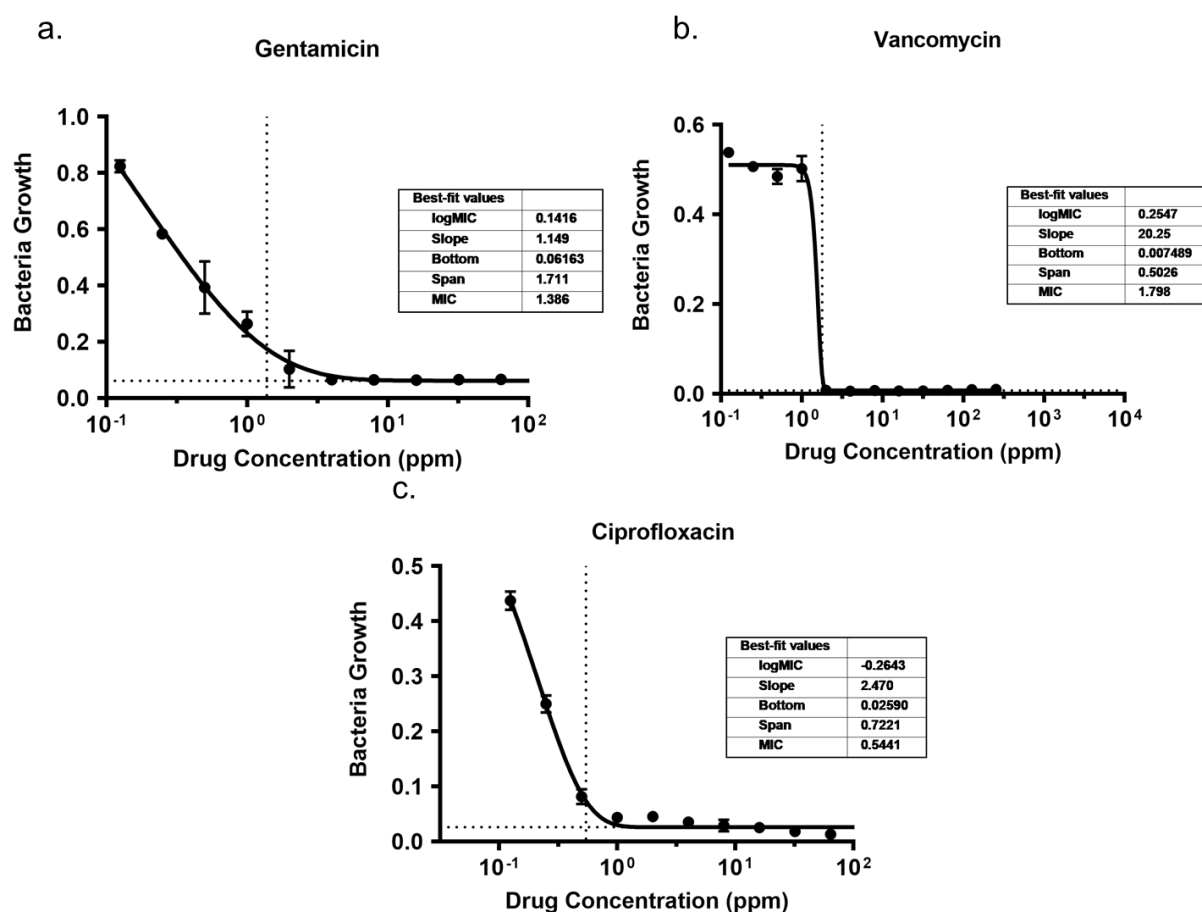 a.
Gentamicin
Bacteria Growth
1.0
0.8
0.6
0.4
0.2
0.0
10-1
100
101
102
Drug Concentration (ppm)
Best-fit values
logMIC 0.1416
Slope 1.149
Bottom 0.06163
Span 1.711
MIC 1.386
b.
Vancomycin
Bacteria Growth
0.6
0.4
0.2
0.0
10-1
100
101
102
103
104
Drug Concentration (ppm)
Best-fit values
logMIC 0.2547
Slope 20.25
Bottom 0.007489
Span 0.5026
MIC 1.798
c.
Ciprofloxacin
Bacteria Growth
0.5
0.4
0.3
0.2
0.1
0.0
10-1
100
101
102
Drug Concentration (ppm)
Best-fit values
logMIC -0.2643
Slope 2.470
Bottom 0.02590
Span 0.7221
MIC 0.5441